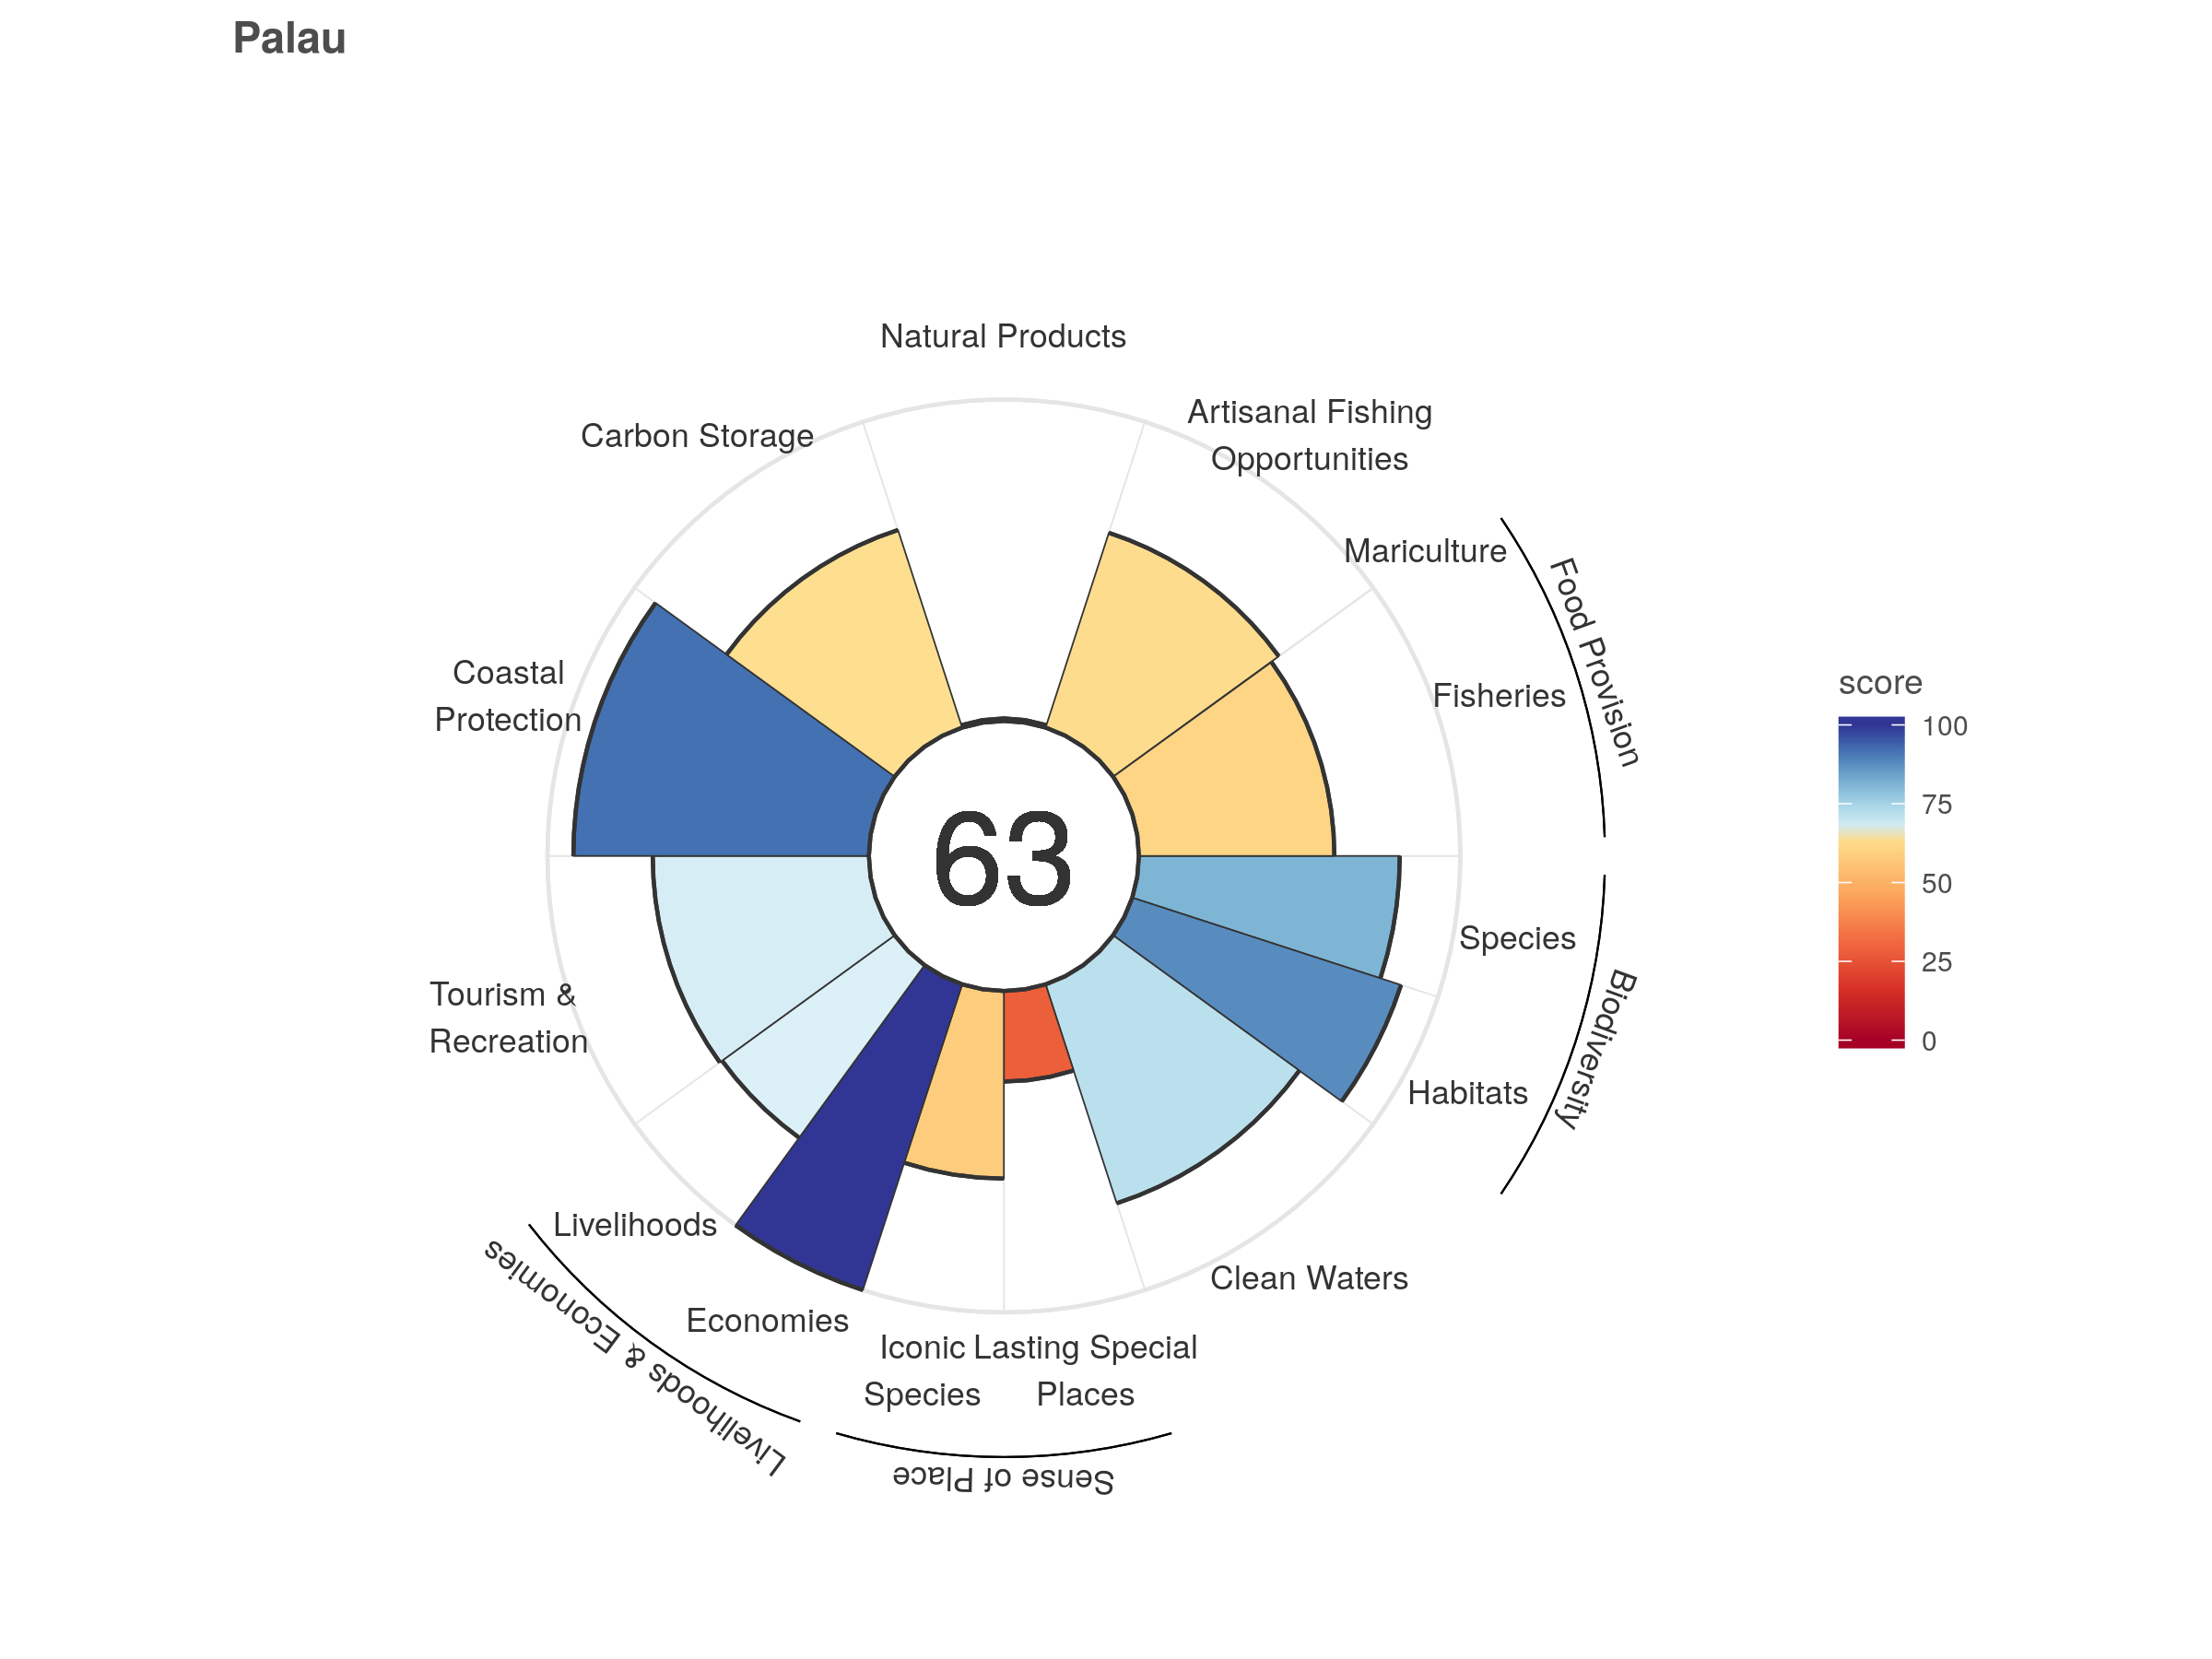 Palau
Natural Products
Carbon Storage
Artisanal Fishing
Opportunities
Mariculture
Food Provision
Fisheries
Coastal
Protection
score
100
75
50
25
0
63
Species
Biodiversity
Habitats
Tourism &
Recreation
Livelihoods
Livelihoods & Economies
Economies
Clean Waters
Iconic
Species
Lasting Special
Places
Sense of Place